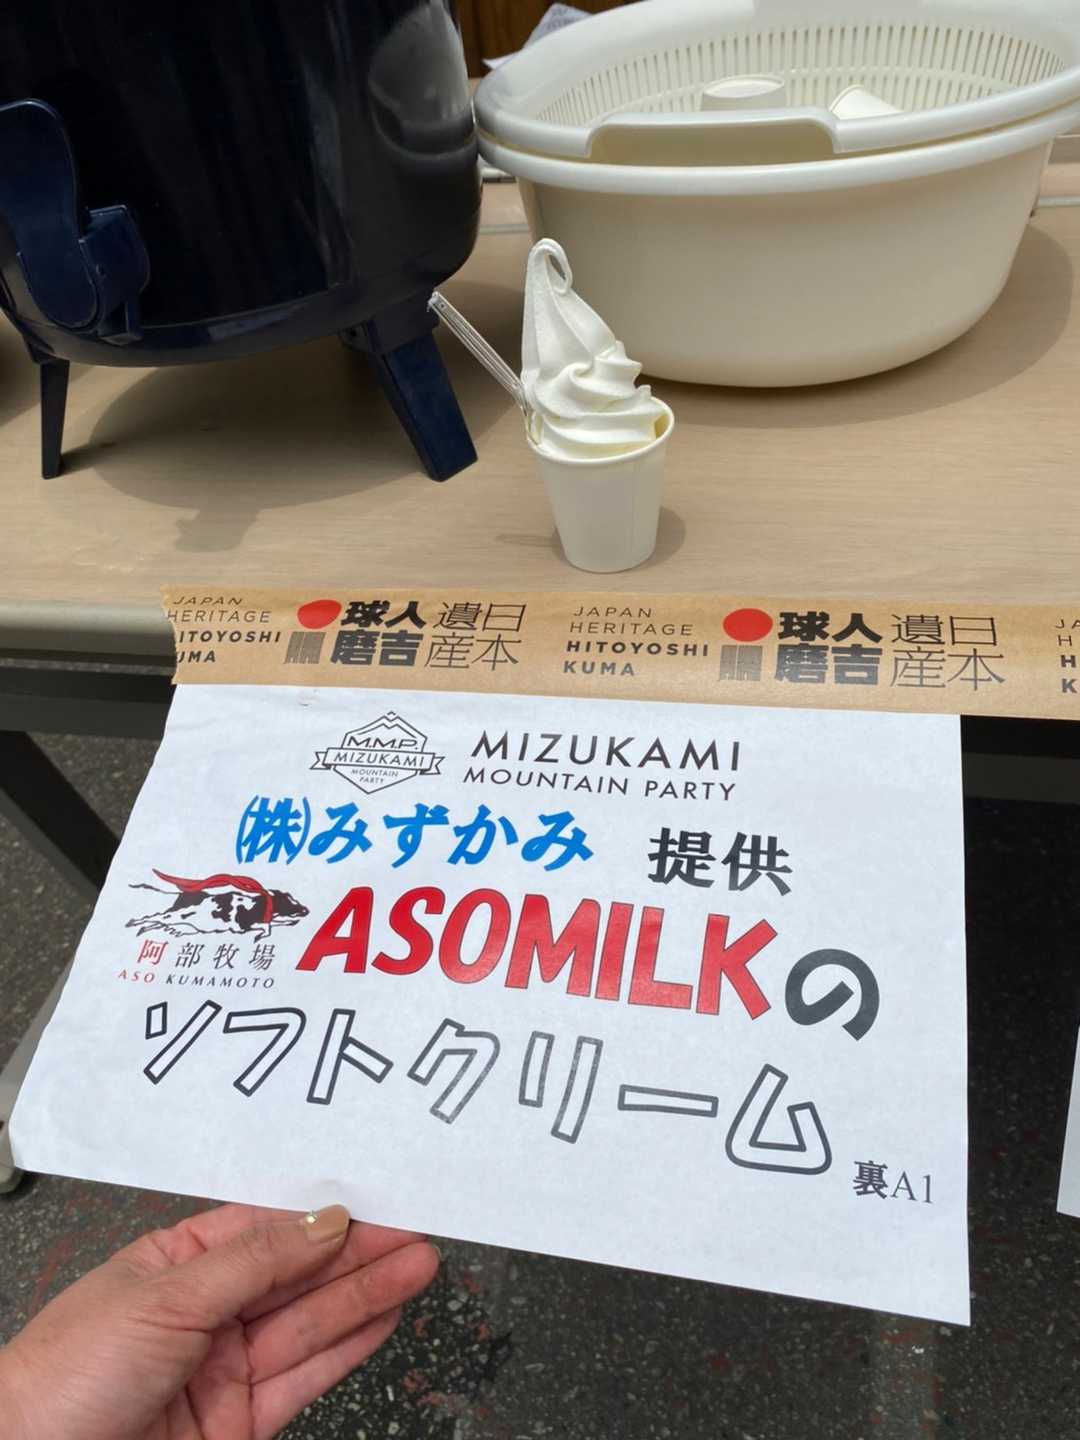 JAPAN
HERITAGE
HITOYOSHI
KUMA
球人
磨吉
遺日
産本
JAPAN
HERITAGE
HITOYOSHI
KUMA
球人
磨吉
遺日
産本
M.M.P.
MIZUKAMI
MOUNTAIN
PARTY
MIZUKAMI
MOUNTAIN PARTY
㈱みずかみ 提供
阿部牧場
ASO KUMAMOTO
ASOMILKの
ソフトクリーム
裏A1